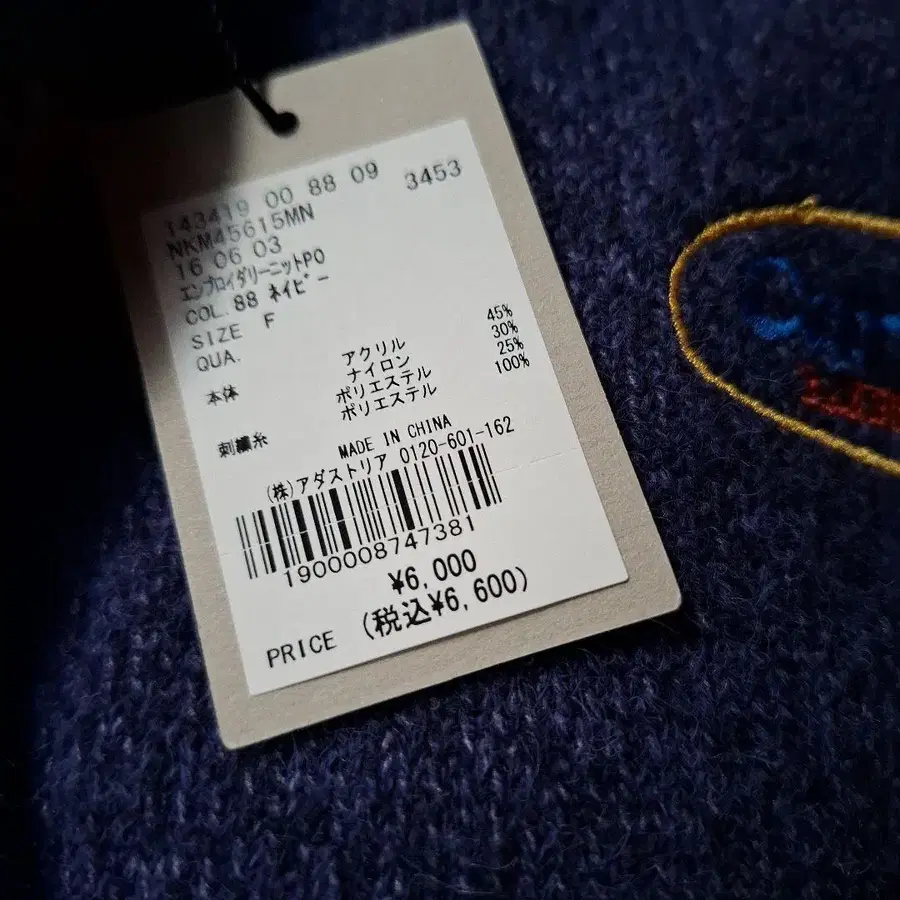 143419 00 88 09 3453
NKM45615MN
16 06 03
エンブロイダリーニットPO
COL.88 ネイビー
SIZE F
QUA.
本体 アクリル 45%
ナイロン 30%
ポリエステル 25%
刺繍糸 ポリエステル 100%
MADE IN CHINA
(株)アダストリア 0120-601-162
1900008747381
¥6,000
PRICE (税込¥6,600)